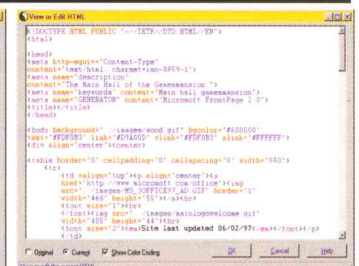 View or Edit HTML
<!DOCTYPE HTML PUBLIC "-//IETF//DTD HTML//EN">
<html>
<head>
<meta http-equiv="Content-Type"
content="text/html; charset=iso-8859-1">
<meta name="description"
content="The Main Hall of the Gamesmansion ">
<meta name="keywords" content="Main hall gamesmansion">
<meta name="GENERATOR" content="Microsoft FrontPage 2.0">
<title></title>
</head>
<body background="../images/wood.gif" bgcolor="#600000"
text="#FDF0B3" vlink="#FDF0B3" alink="#FFFFFF">
<div align="center"><center>
<table border="0" cellpadding="0" cellspacing="0" width="560">
<tr>
<td valign="top"><p align="center"><a
href="http://www.microsoft.com/office"><img
src="../images/MS_JOFFICE97_AD.GIF" border="1"
width="468" height="55"></a><br>
<font size="1"><br>
</font><img src="../images/mainlogowelcome.gif"
width="405" height="44"><br>
<font size="2"><em>Site last updated 06/02/97</em></font></p>
</td>
Original Current Show Color Coding OK Cancel Help